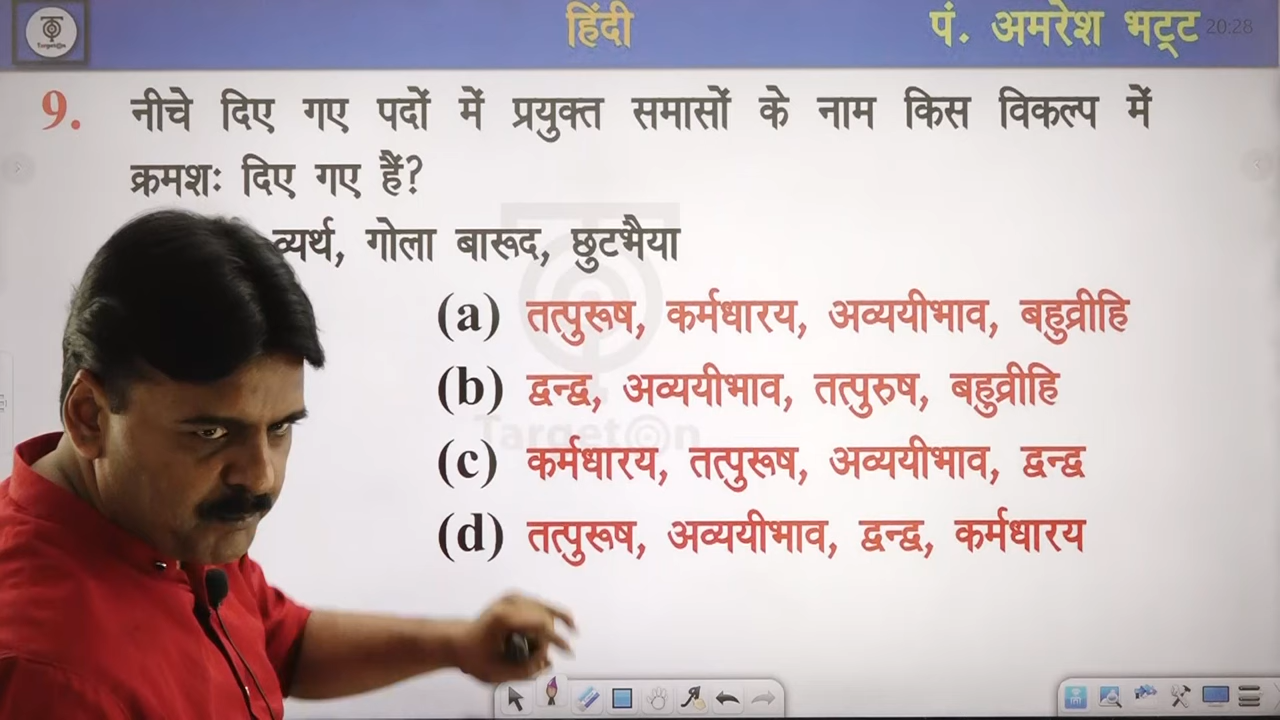 हिंदी
पं. अमरेश भट्ट
20:28
Target@n
9. नीचे दिए गए पदों में प्रयुक्त समासों के नाम किस विकल्प में
क्रमशः दिए गए हैं?
व्यर्थ, गोला बारूद, छुटभैया
(a) तत्पुरूष, कर्मधारय, अव्ययीभाव, बहुव्रीहि
(b) द्वन्द्व, अव्ययीभाव, तत्पुरुष, बहुव्रीहि
Target@n
(c) कर्मधारय, तत्पुरूष, अव्ययीभाव, द्वन्द्व
(d) तत्पुरूष, अव्ययीभाव, द्वन्द्व, कर्मधारय